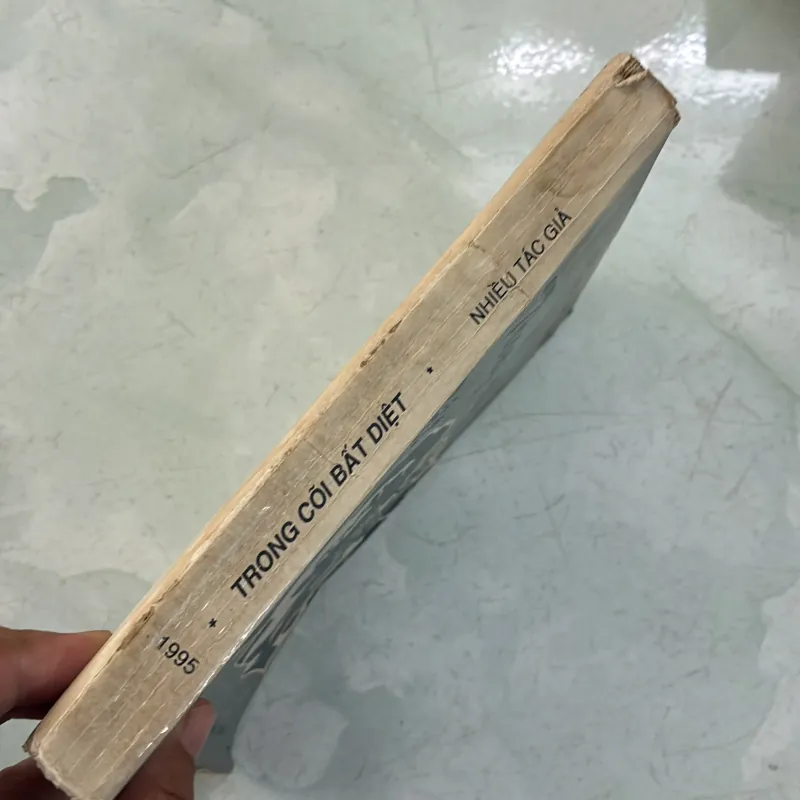 1995 * TRONG CÕI BẤT DIỆT * NHIỀU TÁC GIẢ